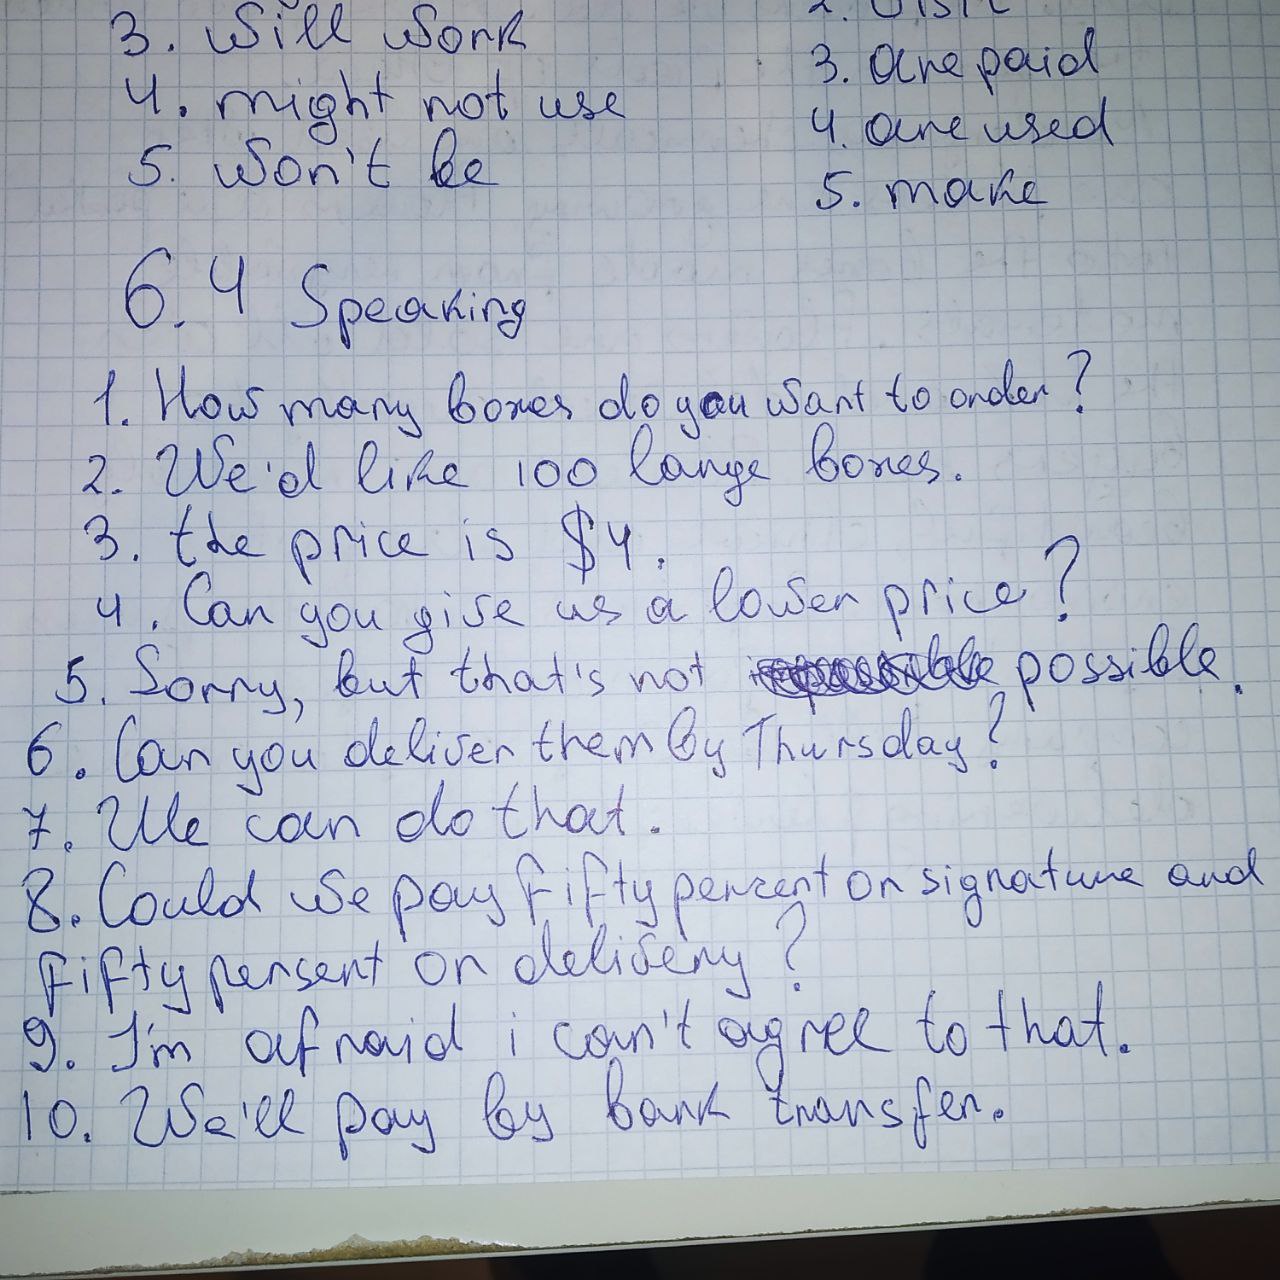 3. will work
4. might not use
5. won't be
2. visit
3. are paid
4. are used
5. make
6.4 Speaking
1. How many boxes do you want to order?
2. We'd like 100 large boxes.
3. the price is $4.
4. Can you give us a lower price?
5. Sorry, but that's not possible.
6. Can you deliver them by Thursday?
7. We can do that.
8. Could we pay fifty percent on signature and
fifty persent on delivery?
9. I'm afraid i can't agree to that.
10. We'll pay by bank transfer.